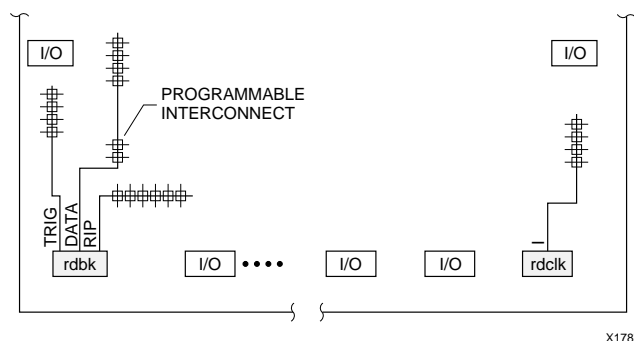 I/O
I/O
PROGRAMMABLE
INTERCONNECT
TRIG
DATA
RIP
I
rdbk
I/O
I/O
I/O
rdclk
X178